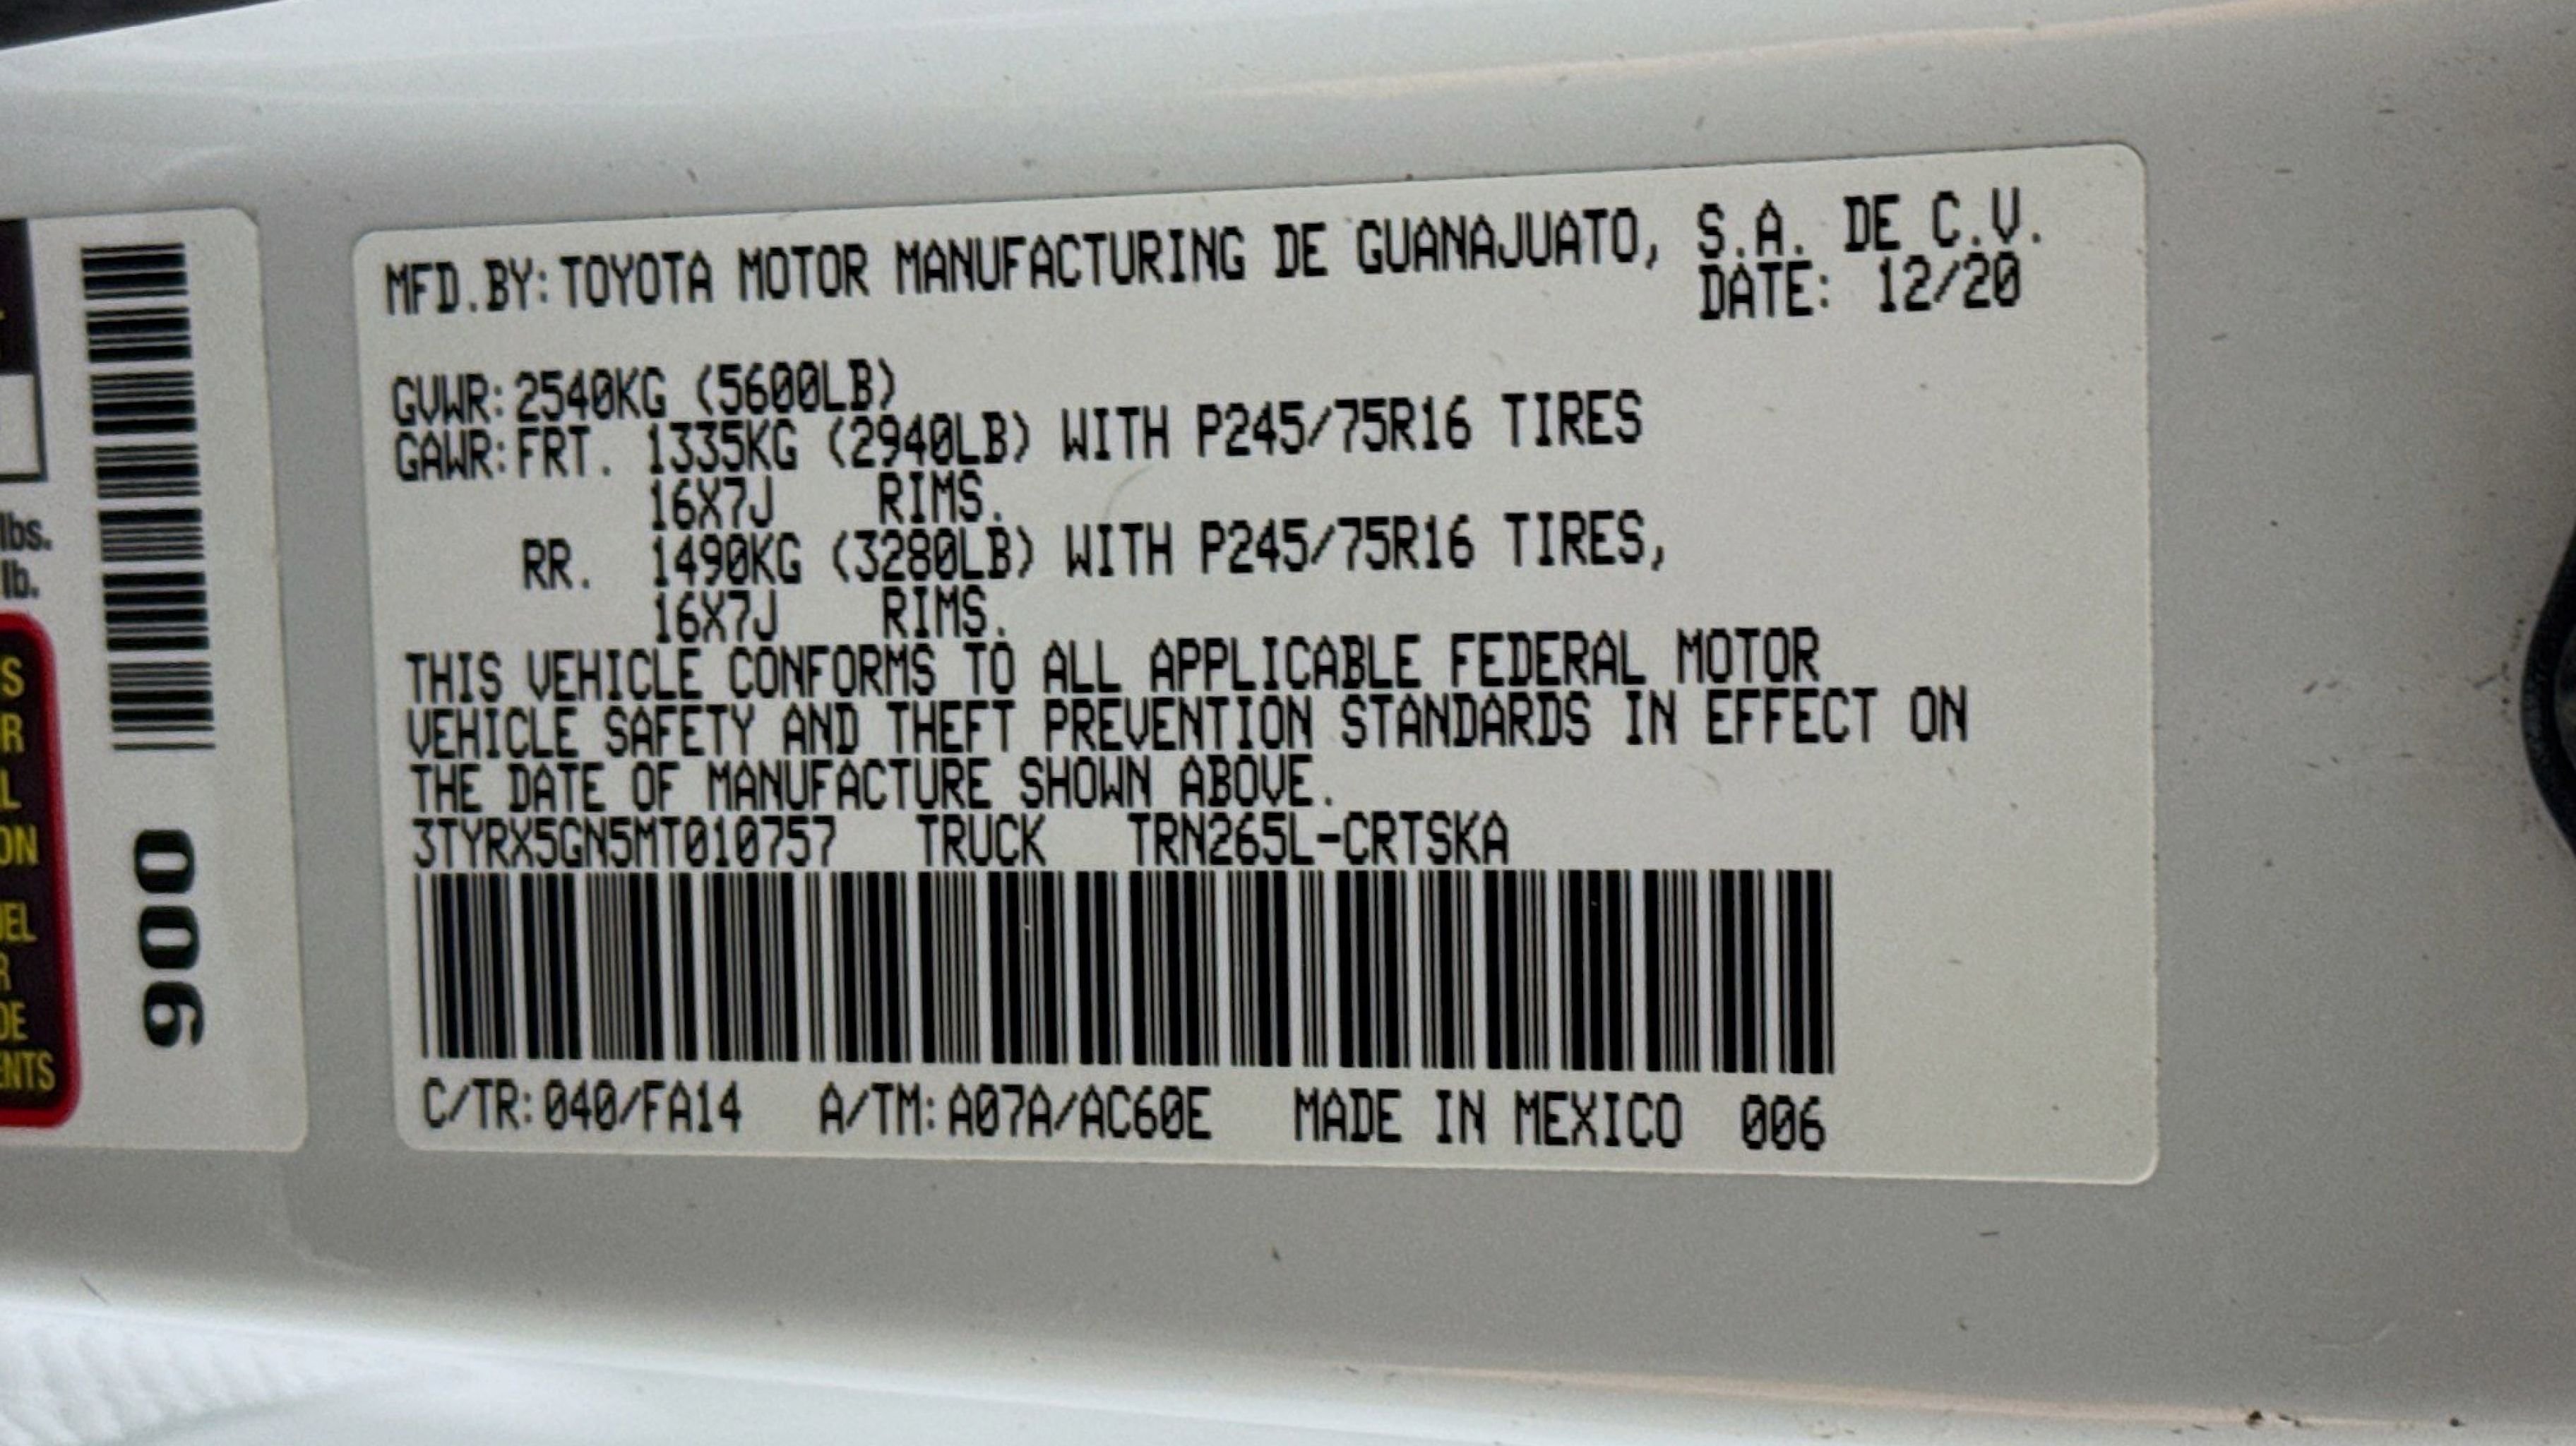 MFD.BY:TOYOTA MOTOR MANUFACTURING DE GUANAJUATO, S.A. DE C.V.
DATE: 12/20
GVWR:2540KG (5600LB)
GAWR:FRT. 1335KG (2940LB) WITH P245/75R16 TIRES
16X7J RIMS.
RR. 1490KG (3280LB) WITH P245/75R16 TIRES,
16X7J RIMS.
THIS VEHICLE CONFORMS TO ALL APPLICABLE FEDERAL MOTOR
VEHICLE SAFETY AND THEFT PREVENTION STANDARDS IN EFFECT ON
THE DATE OF MANUFACTURE SHOWN ABOVE.
3TYRX5GN5MT010757 TRUCK TRN265L-CRTSKA
C/TR:040/FA14 A/TM:A07A/AC60E MADE IN MEXICO 006
lbs.
lb.
006